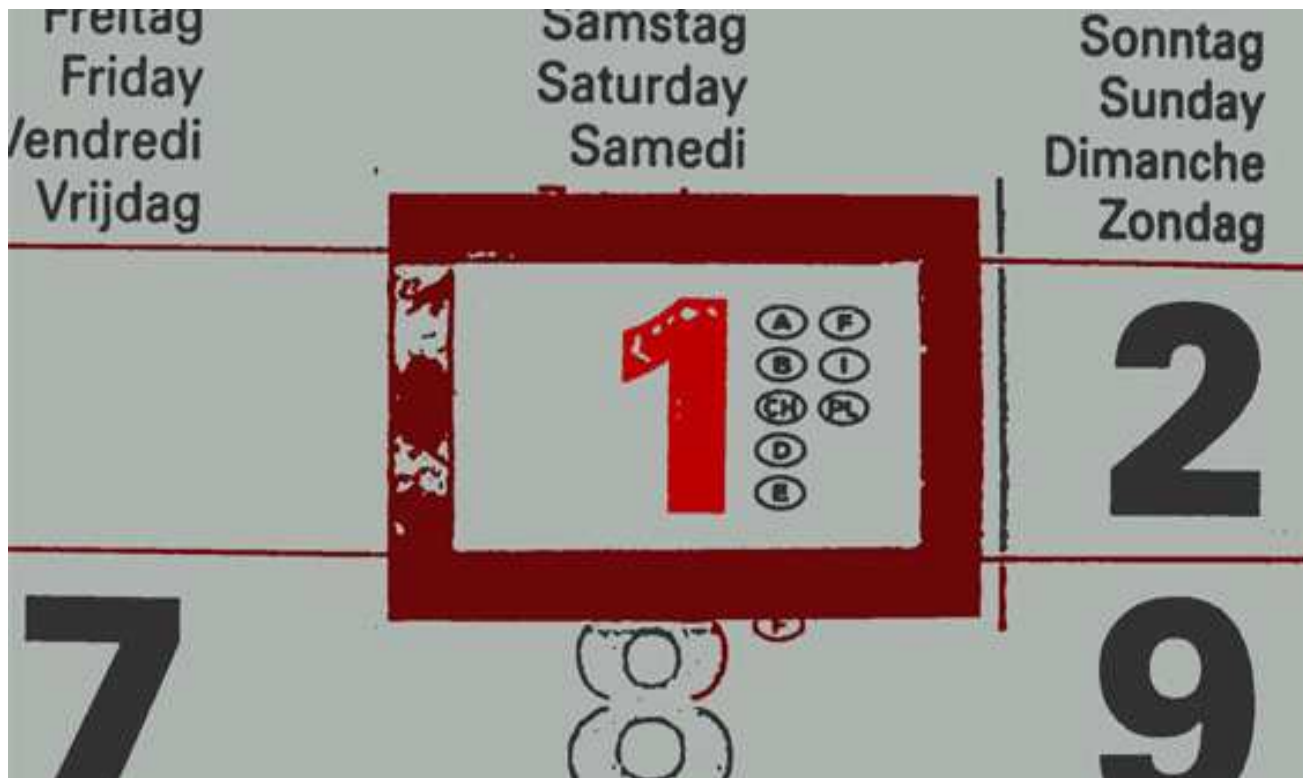 Freitag
Friday
Vendredi
Vrijdag
Samstag
Saturday
Samedi
Sonntag
Sunday
Dimanche
Zondag
1
A F
B I
CH PL
D
E
2
7
8
F
9